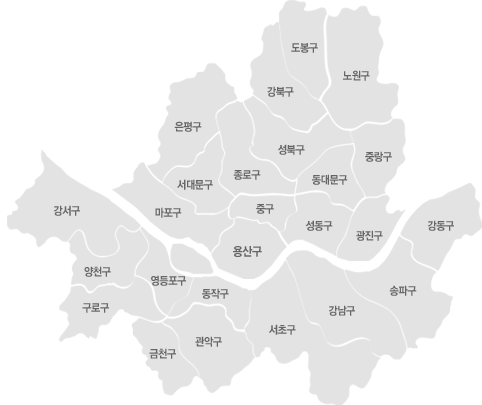 도봉구
노원구
강북구
은평구
성북구
중랑구
종로구
동대문구
서대문구
마포구
중구
강서구
성동구
강동구
광진구
용산구
양천구
영등포구
송파구
동작구
구로구
강남구
서초구
관악구
금천구